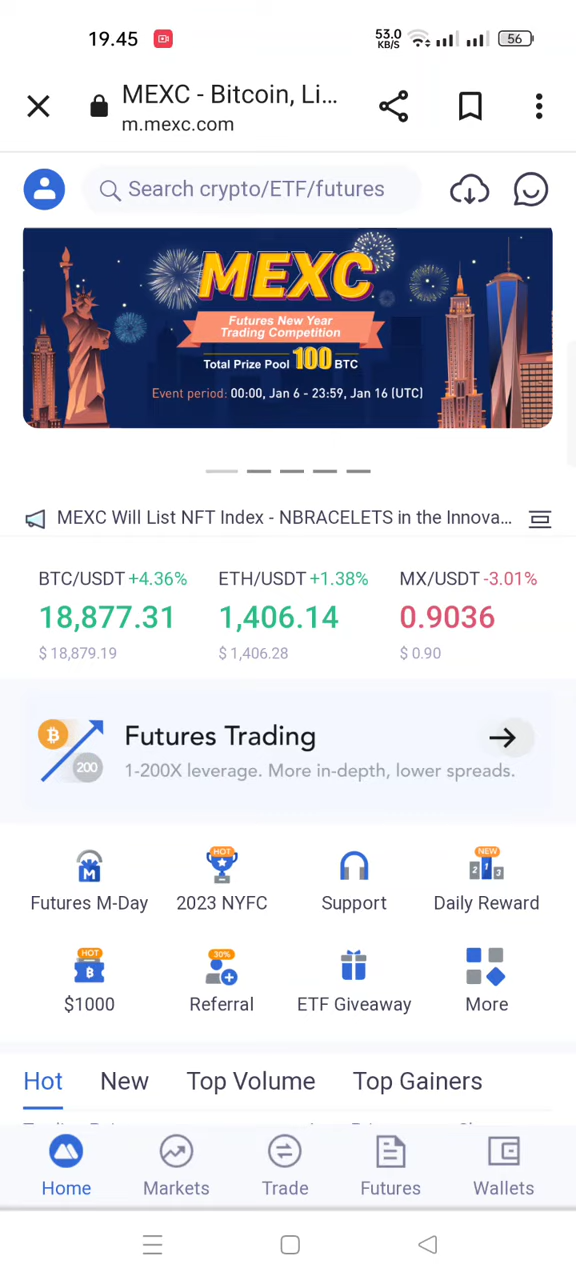 19.45
53.0
KB/S
56
MEXC - Bitcoin, Li...
m.mexc.com
Search crypto/ETF/futures
MEXC
Futures New Year
Trading Competition
Total Prize Pool 100 BTC
Event period: 00:00, Jan 6 - 23:59, Jan 16 (UTC)
MEXC Will List NFT Index - NBRACELETS in the Innova...
BTC/USDT +4.36%
18,877.31
$ 18,879.19
ETH/USDT +1.38%
1,406.14
$ 1,406.28
MX/USDT -3.01%
0.9036
$ 0.90
Futures Trading
1-200X leverage. More in-depth, lower spreads.
200
M
Futures M-Day
HOT
2023 NYFC
Support
NEW
2 1 3
Daily Reward
HOT
$1000
30%
Referral
ETF Giveaway
More
Hot New Top Volume Top Gainers
Home Markets Trade Futures Wallets